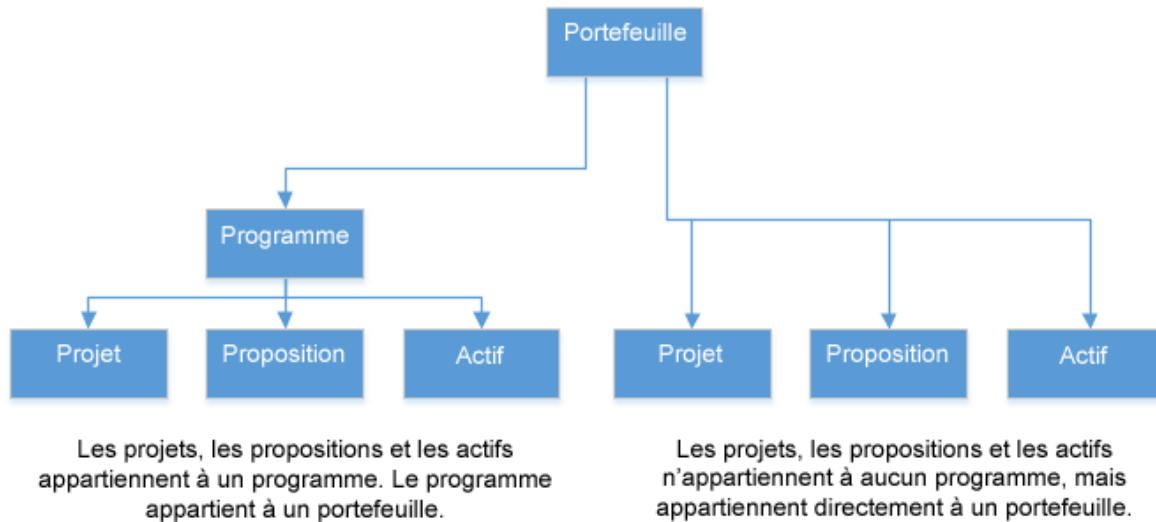 Portefeuille
Programme
Projet
Proposition
Actif
Projet
Proposition
Actif
Les projets, les propositions et les actifs
appartiennent à un programme. Le programme
appartient à un portefeuille.
Les projets, les propositions et les actifs
n’appartiennent à aucun programme, mais
appartiennent directement à un portefeuille.